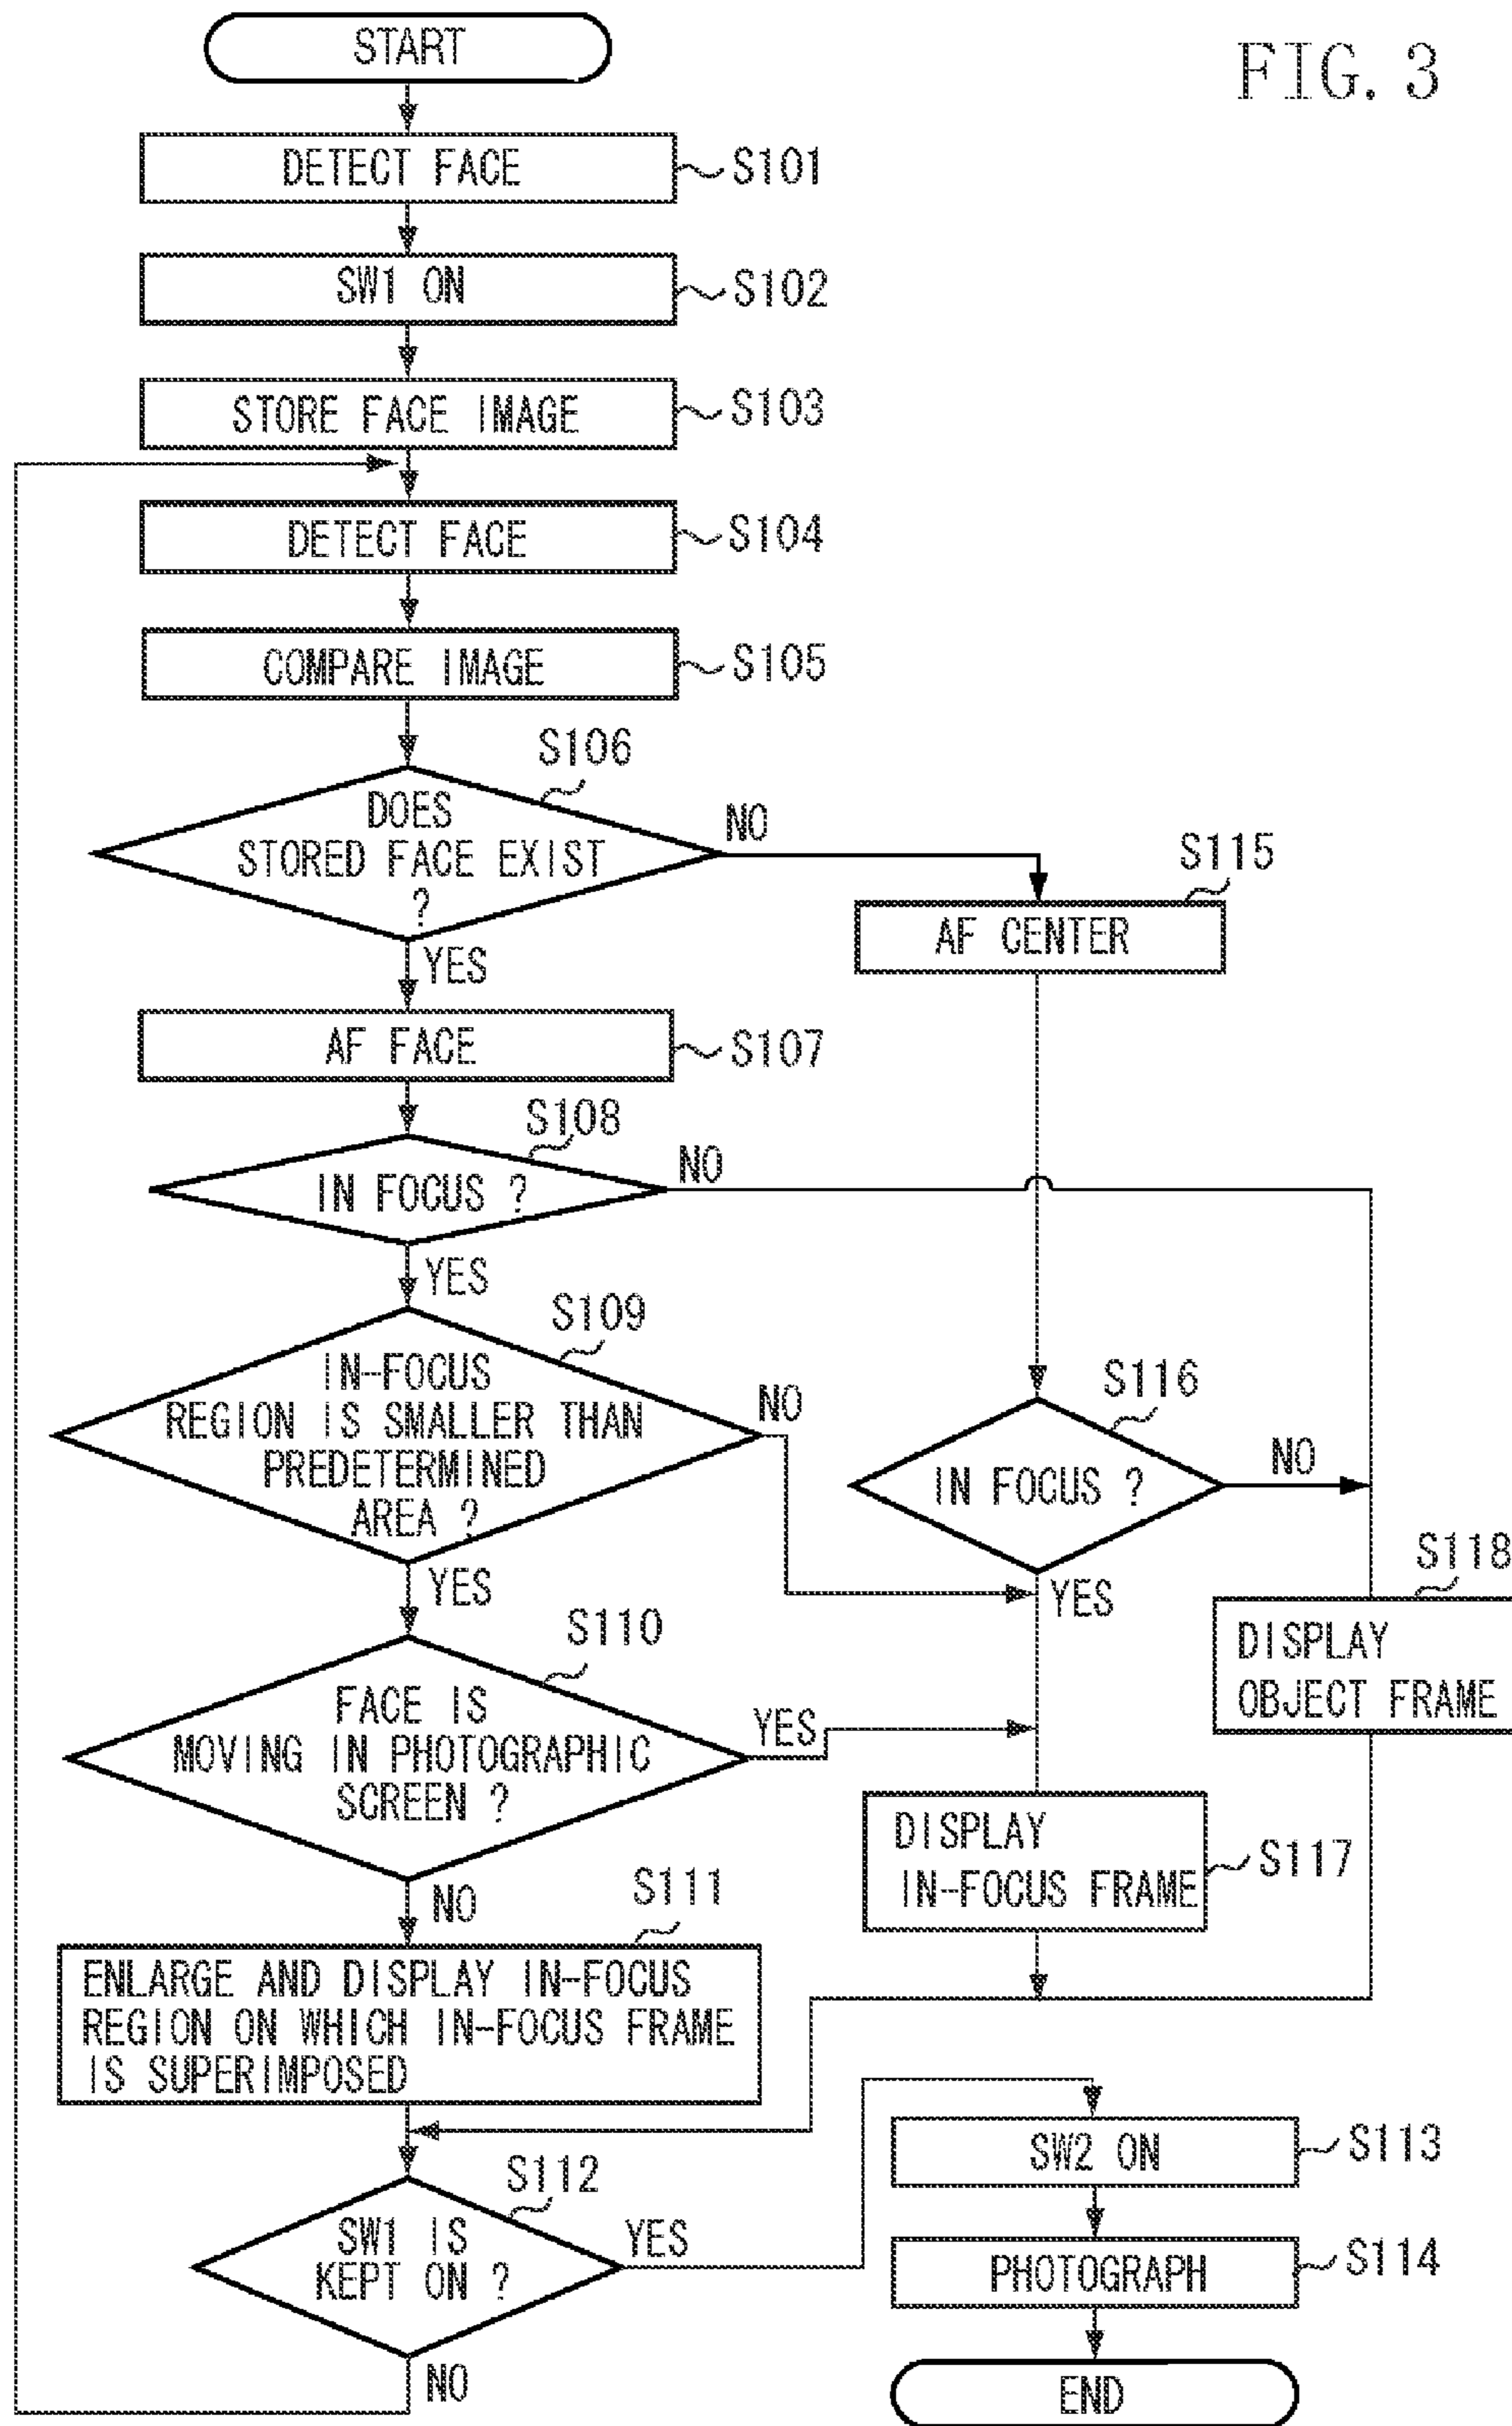 FIG. 3
START
DETECT FACE
S101
SW1 ON
S102
STORE FACE IMAGE
S103
DETECT FACE
S104
COMPARE IMAGE
S105
S106
DOES
STORED FACE EXIST
?
NO
YES
S115
AF CENTER
AF FACE
S107
S108
IN FOCUS ?
NO
YES
S109
IN-FOCUS
REGION IS SMALLER THAN
PREDETERMINED
AREA ?
NO
YES
S116
IN FOCUS ?
NO
YES
S118
DISPLAY
OBJECT FRAME
S110
FACE IS
MOVING IN PHOTOGRAPHIC
SCREEN ?
YES
NO
DISPLAY
IN-FOCUS FRAME
S117
S111
ENLARGE AND DISPLAY IN-FOCUS
REGION ON WHICH IN-FOCUS FRAME
IS SUPERIMPOSED
S112
SW1 IS
KEPT ON ?
YES
NO
SW2 ON
S113
PHOTOGRAPH
S114
END